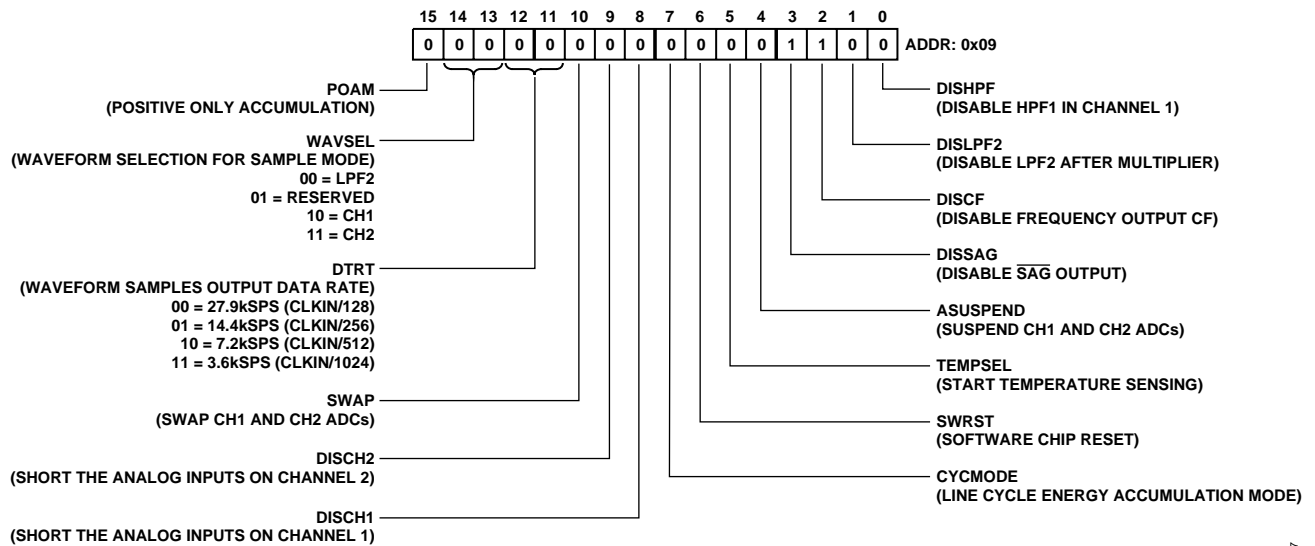 15 14 13 12 11 10 9 8 7 6 5 4 3 2 1 0
0 0 0 0 0 0 0 0 0 0 0 0 1 1 0 0 ADDR: 0x09
POAM
(POSITIVE ONLY ACCUMULATION)
WAVSEL
(WAVEFORM SELECTION FOR SAMPLE MODE)
00 = LPF2
01 = RESERVED
10 = CH1
11 = CH2
DTRT
(WAVEFORM SAMPLES OUTPUT DATA RATE)
00 = 27.9kSPS (CLKIN/128)
01 = 14.4kSPS (CLKIN/256)
10 = 7.2kSPS (CLKIN/512)
11 = 3.6kSPS (CLKIN/1024)
SWAP
(SWAP CH1 AND CH2 ADCs)
DISCH2
(SHORT THE ANALOG INPUTS ON CHANNEL 2)
DISCH1
(SHORT THE ANALOG INPUTS ON CHANNEL 1)
DISHPF
(DISABLE HPF1 IN CHANNEL 1)
DISLPF2
(DISABLE LPF2 AFTER MULTIPLIER)
DISCF
(DISABLE FREQUENCY OUTPUT CF)
DISSAG
(DISABLE SAG OUTPUT)
ASUSPEND
(SUSPEND CH1 AND CH2 ADCs)
TEMPSEL
(START TEMPERATURE SENSING)
SWRST
(SOFTWARE CHIP RESET)
CYCMODE
(LINE CYCLE ENERGY ACCUMULATION MODE)